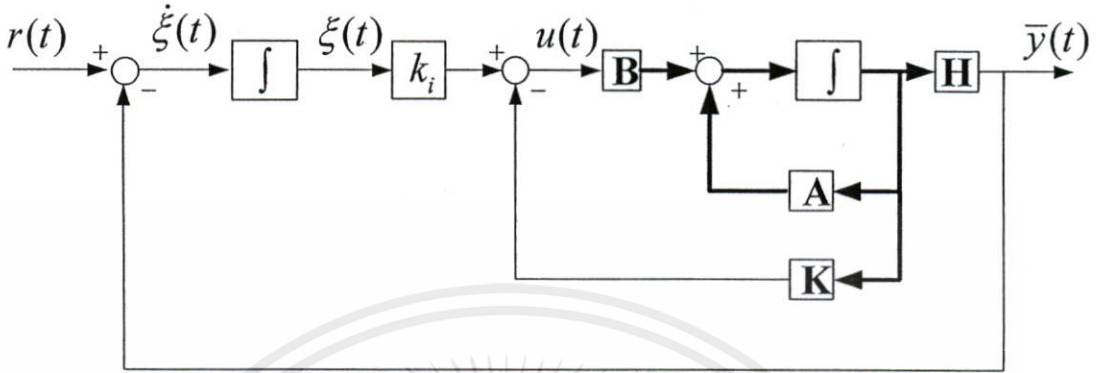 r(t) + − ξ̇(t) ∫ ξ(t) k_i + − u(t) B + + ∫ H ȳ(t)
A
K